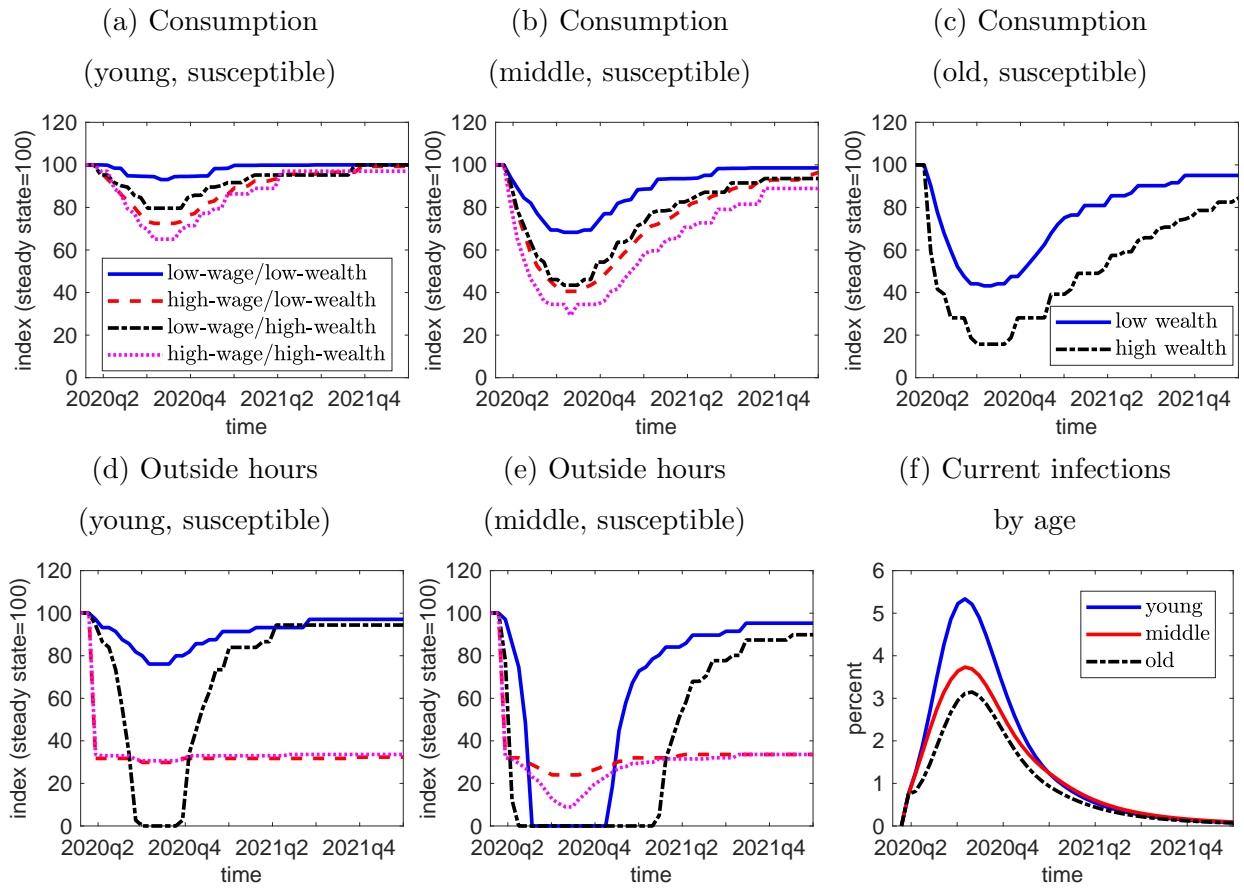 (a) Consumption
(young, susceptible)
index (steady state=100)
120
100
80
60
40
20
0
low-wage/low-wealth
high-wage/low-wealth
low-wage/high-wealth
high-wage/high-wealth
2020q2 2020q4 2021q2 2021q4
time
(b) Consumption
(middle, susceptible)
index (steady state=100)
120
100
80
60
40
20
0
2020q2 2020q4 2021q2 2021q4
time
(c) Consumption
(old, susceptible)
index (steady state=100)
120
100
80
60
40
20
0
low wealth
high wealth
2020q2 2020q4 2021q2 2021q4
time
(d) Outside hours
(young, susceptible)
index (steady state=100)
120
100
80
60
40
20
0
2020q2 2020q4 2021q2 2021q4
time
(e) Outside hours
(middle, susceptible)
index (steady state=100)
120
100
80
60
40
20
0
2020q2 2020q4 2021q2 2021q4
time
(f) Current infections
by age
percent
6
5
4
3
2
1
0
young
middle
old
2020q2 2020q4 2021q2 2021q4
time